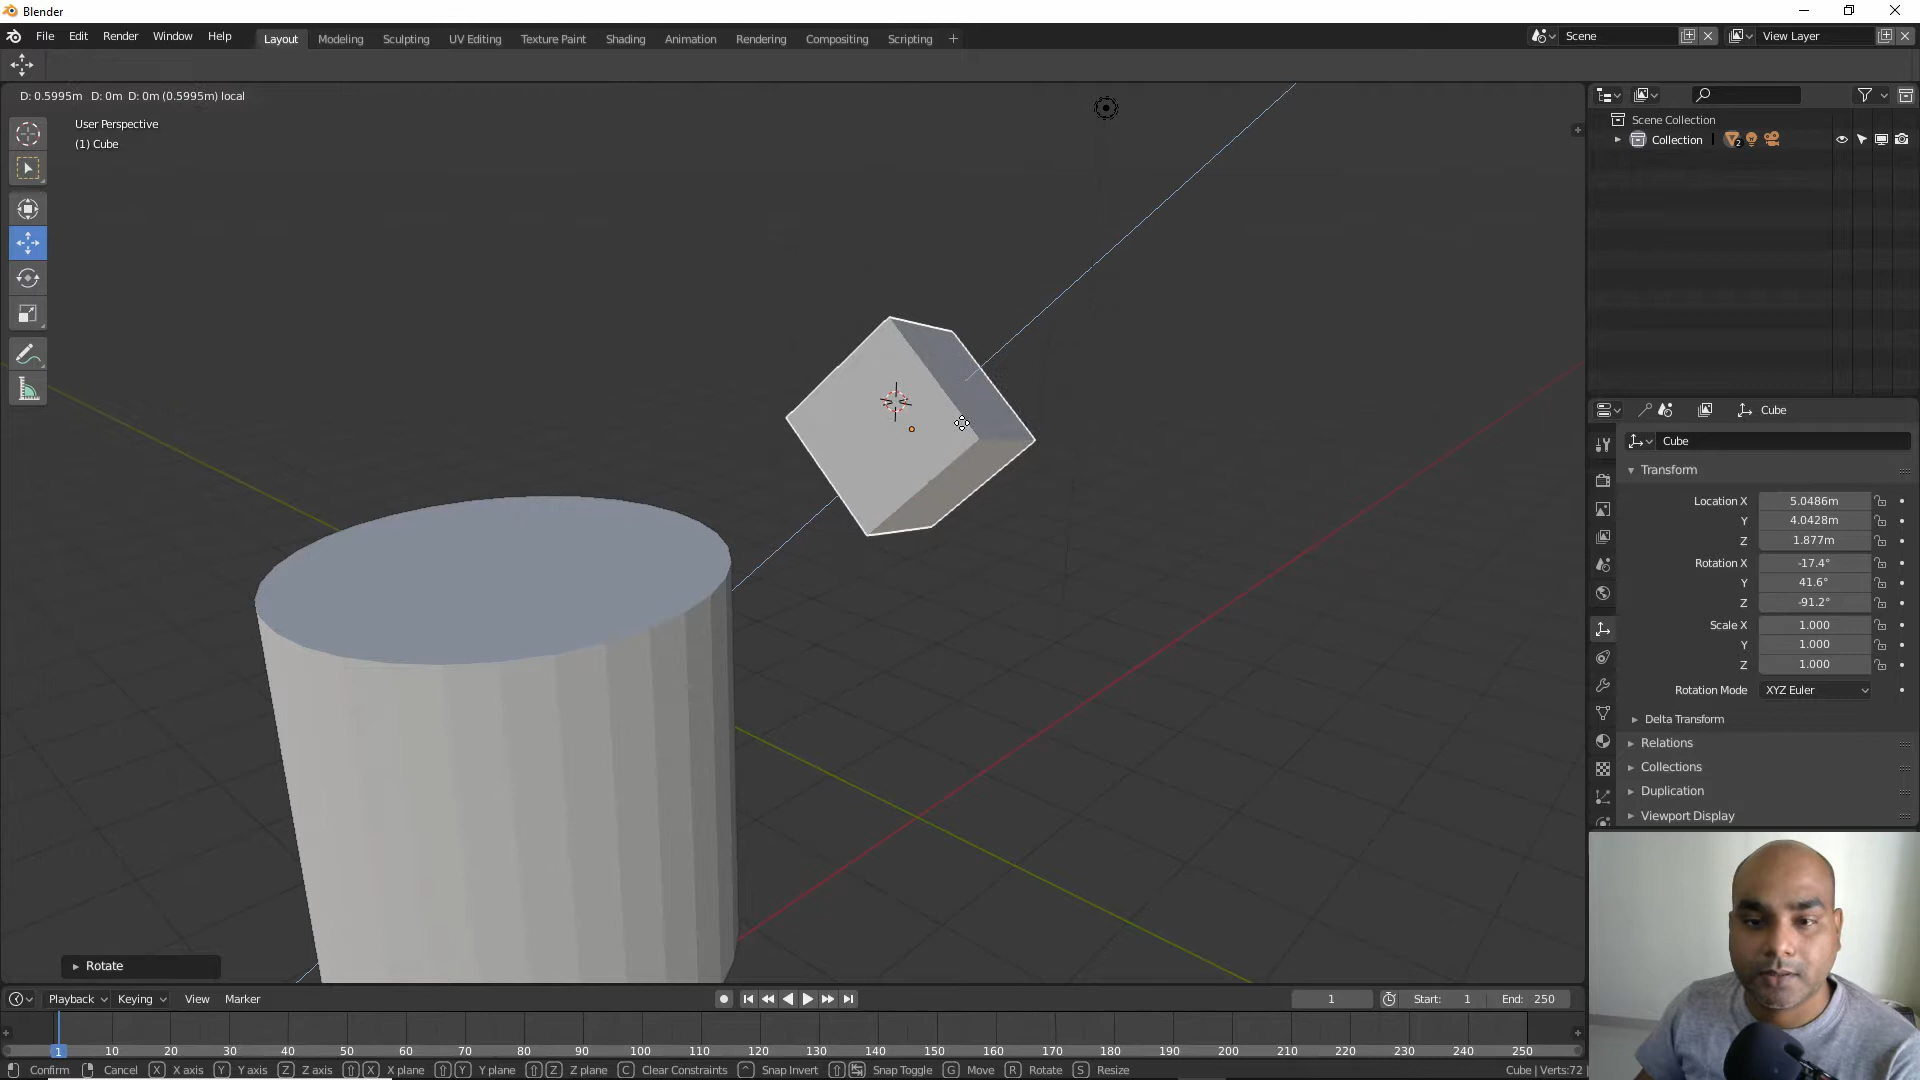 Blender
File Edit Render Window Help Layout Modeling Sculpting UV Editing Texture Paint Shading Animation Rendering Compositing Scripting + Scene View Layer
D: 0.5995m D: 0m D: 0m (0.5995m) local
User Perspective
(1) Cube
Scene Collection
Collection 2
Cube
Cube
Transform
Location X 5.0486m
Y 4.0428m
Z 1.877m
Rotation X -17.4°
Y 41.6°
Z -91.2°
Scale X 1.000
Y 1.000
Z 1.000
Rotation Mode XYZ Euler
Delta Transform
Relations
Collections
Duplication
Viewport Display
Rotate
Playback Keying View Marker 1 Start: 1 End: 250
1 10 20 30 40 50 60 70 80 90 100 110 120 130 140 150 160 170 180 190 200 210 220 230 240 250
Confirm Cancel X X axis Y Y axis Z Z axis X X plane Y Y plane Z Z plane C Clear Constraints ^ Snap Invert Snap Toggle G Move R Rotate S Resize Cube | Verts:72 |